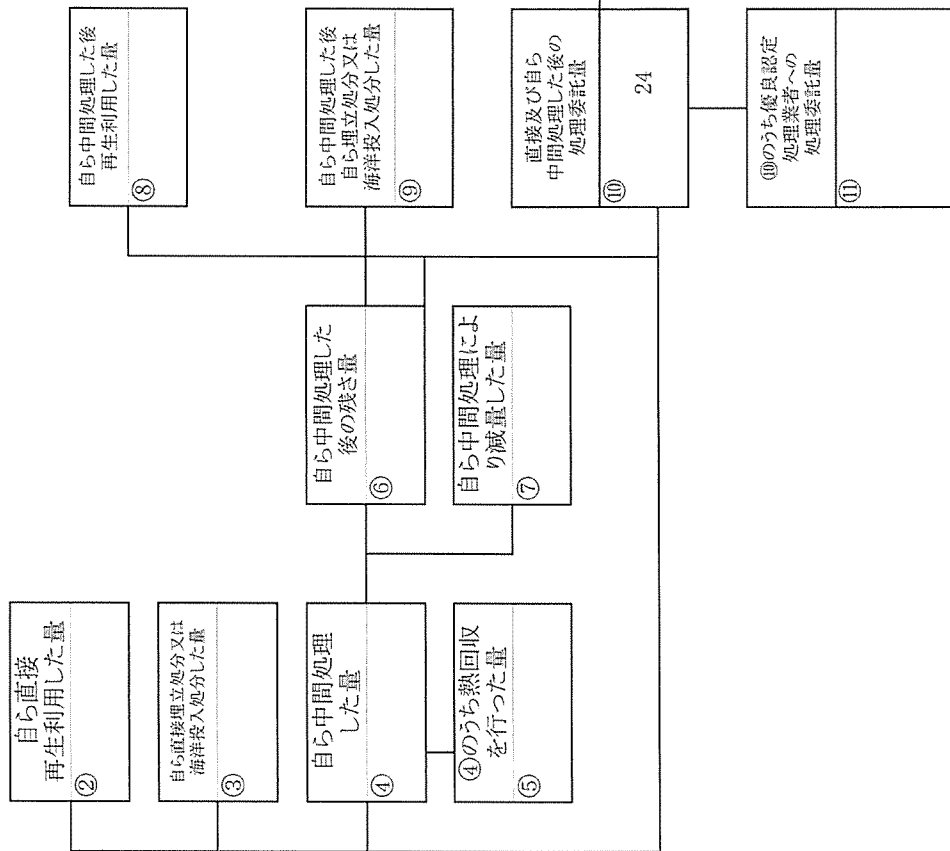 自ら直接
再生利用した量
②
自ら直接埋立処分又は
海洋投入処分した量
③
自ら中間処理
した量
④
④のうち熱回収
を行った量
⑤
自ら中間処理した
後の残さ量
⑥
自ら中間処理によ
り減量した量
⑦
自ら中間処理した後
再生利用した量
⑧
自ら中間処理した後
自ら埋立処分又は
海洋投入処分した量
⑨
直接及び自ら
中間処理した後の
処理委託量
⑩
24
⑩のうち優良認定
処理業者への
処理委託量
⑪